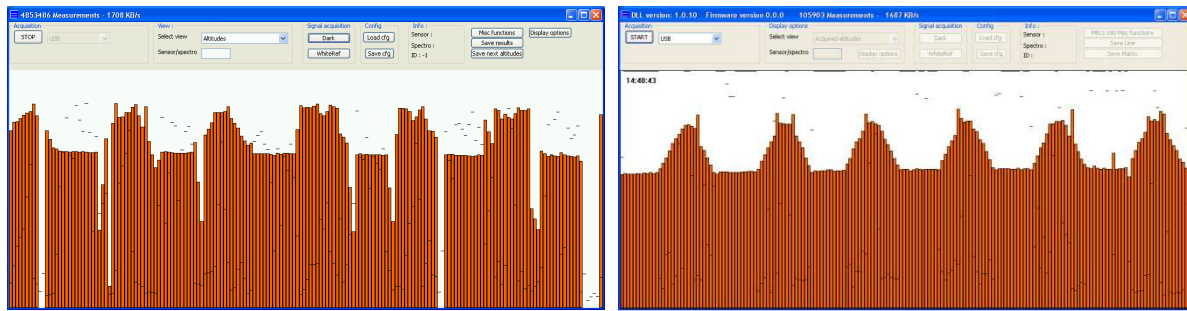 4853486 Measurements - 1708 KB/s
Acquisition
STOP
USB
View :
Select view
Altitudes
Sensor/spectro
Signal acquisition
Dark
WhiteRef
Config
Load cfg
Save cfg
Info :
Sensor :
Spectro :
ID : -1
Misc functions
Save results
Save next altitudes
Display options
DLL version: 1.0.10 Firmware version 0.0.0 105903 Measurements - 1687 KB/s
Acquisition
START
USB
Display options
Select view
Acquired altitudes
Sensor/spectro
Display options
Signal acquisition
Dark
WhiteRef
Config
Load cfg
Save cfg
Info :
Sensor :
Spectro :
ID :
Misc functions
Save Line
Save Matrix
14:48:43